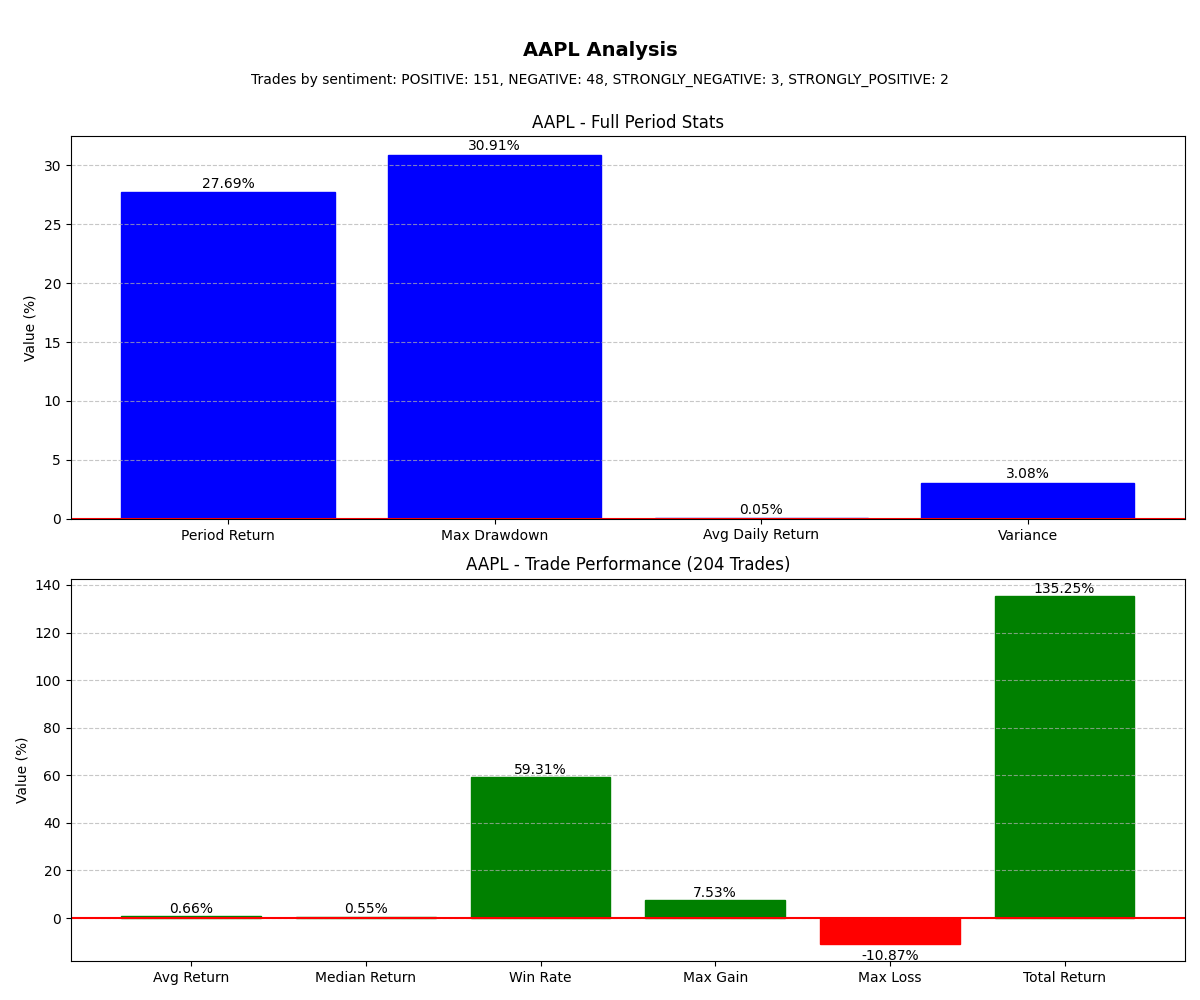 AAPL Analysis
Trades by sentiment: POSITIVE: 151, NEGATIVE: 48, STRONGLY_NEGATIVE: 3, STRONGLY_POSITIVE: 2
AAPL - Full Period Stats
Value (%)
30
25
20
15
10
5
0
27.69%
30.91%
0.05%
3.08%
Period Return
Max Drawdown
Avg Daily Return
Variance
AAPL - Trade Performance (204 Trades)
Value (%)
140
120
100
80
60
40
20
0
0.66%
0.55%
59.31%
7.53%
-10.87%
135.25%
Avg Return
Median Return
Win Rate
Max Gain
Max Loss
Total Return